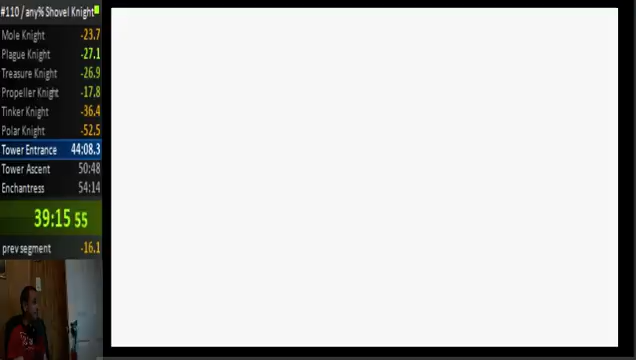 #110 / any% Shovel Knight
Mole Knight -23.7
Plague Knight -27.1
Treasure Knight -26.9
Propeller Knight -17.8
Tinker Knight -36.4
Polar Knight -52.5
Tower Entrance 44:08.3
Tower Ascent 50:48
Enchantress 54:14
39:15 55
prev segment -16.1